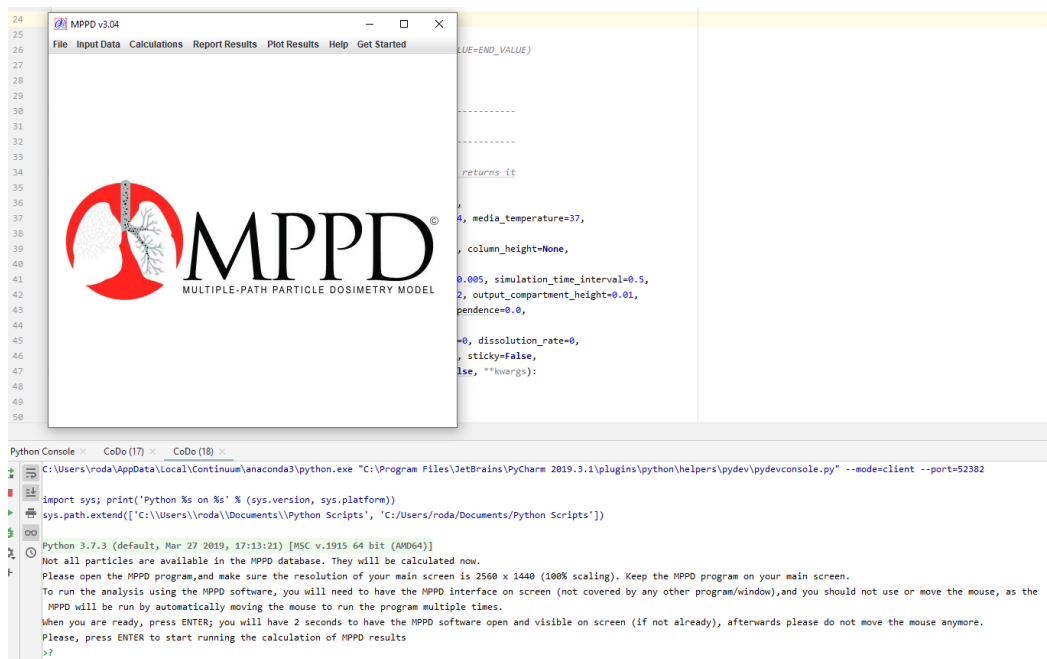 24
MPPD v3.04
25
File Input Data Calculations Report Results Plot Results Help Get Started
26 LUE=END_VALUE)
27
28
29
30 -----------
31
32 -----------
33
34 returns it
35
36 ,
37 4, media_temperature=37,
38
39 , column_height=None,
40
41 0.005, simulation_time_interval=0.5,
42 2, output_compartment_height=0.01,
43 pendence=0.0,
44
45 =0, dissolution_rate=0,
46 , sticky=False,
47 lse, **kwargs):
48
49
50
MPPD©
MULTIPLE-PATH PARTICLE DOSIMETRY MODEL
Python Console × CoDo (17) × CoDo (18) ×
C:\Users\roda\AppData\Local\Continuum\anaconda3\python.exe "C:\Program Files\JetBrains\PyCharm 2019.3.1\plugins\python\helpers\pydev\pydevconsole.py" --mode=client --port=52382
import sys; print('Python %s on %s' % (sys.version, sys.platform))
sys.path.extend(['C:\\Users\\roda\\Documents\\Python Scripts', 'C:/Users/roda/Documents/Python Scripts'])
Python 3.7.3 (default, Mar 27 2019, 17:13:21) [MSC v.1915 64 bit (AMD64)]
Not all particles are available in the MPPD database. They will be calculated now.
Please open the MPPD program,and make sure the resolution of your main screen is 2560 x 1440 (100% scaling). Keep the MPPD program on your main screen.
To run the analysis using the MPPD software, you will need to have the MPPD interface on screen (not covered by any other program/window),and you should not use or move the mouse, as the
MPPD will be run by automatically moving the mouse to run the program multiple times.
When you are ready, press ENTER; you will have 2 seconds to have the MPPD software open and visible on screen (if not already), afterwards please do not move the mouse anymore.
Please, press ENTER to start running the calculation of MPPD results
>?